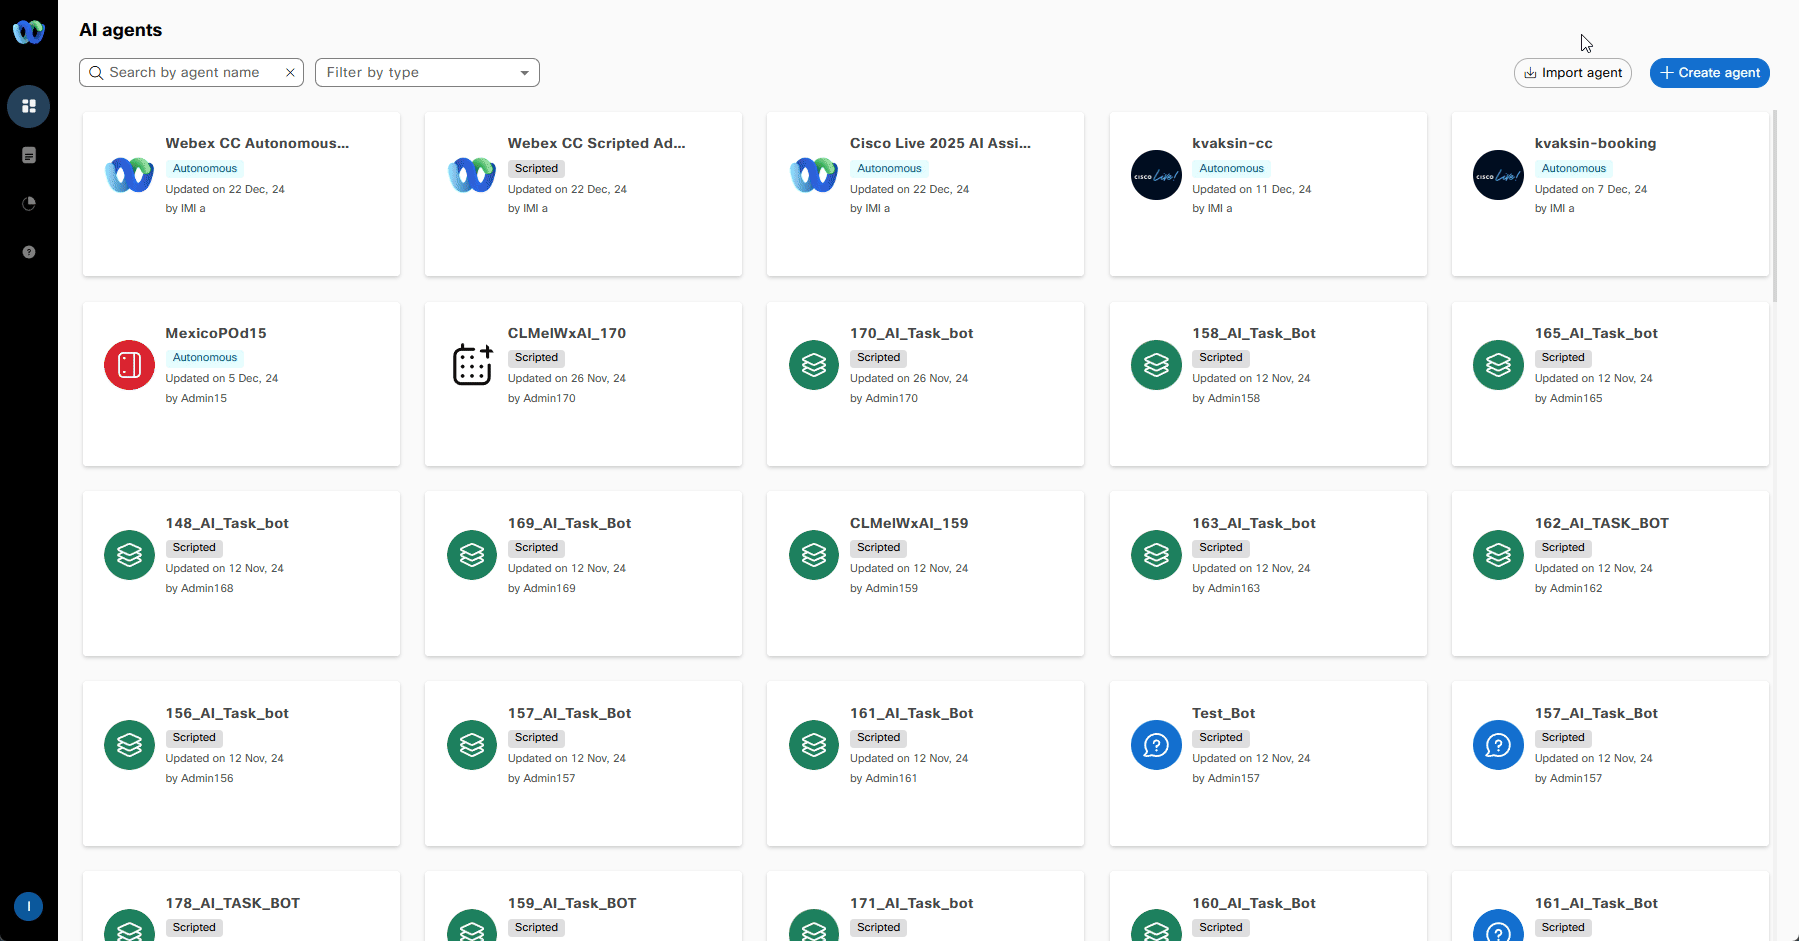 AI agents
Search by agent name
Filter by type
Import agent
Create agent
Webex CC Autonomous...
Autonomous
Updated on 22 Dec, 24
by IMI a
Webex CC Scripted Ad...
Scripted
Updated on 22 Dec, 24
by IMI a
Cisco Live 2025 AI Assi...
Autonomous
Updated on 22 Dec, 24
by IMI a
CISCO Live!
kvaksin-cc
Autonomous
Updated on 11 Dec, 24
by IMI a
CISCO Live!
kvaksin-booking
Autonomous
Updated on 7 Dec, 24
by IMI a
MexicoPOd15
Autonomous
Updated on 5 Dec, 24
by Admin15
CLMelWxAI_170
Scripted
Updated on 26 Nov, 24
by Admin170
170_AI_Task_bot
Scripted
Updated on 26 Nov, 24
by Admin170
158_AI_Task_Bot
Scripted
Updated on 12 Nov, 24
by Admin158
165_AI_Task_bot
Scripted
Updated on 12 Nov, 24
by Admin165
148_AI_Task_bot
Scripted
Updated on 12 Nov, 24
by Admin168
169_AI_Task_Bot
Scripted
Updated on 12 Nov, 24
by Admin169
CLMelWxAI_159
Scripted
Updated on 12 Nov, 24
by Admin159
163_AI_Task_bot
Scripted
Updated on 12 Nov, 24
by Admin163
162_AI_TASK_BOT
Scripted
Updated on 12 Nov, 24
by Admin162
156_AI_Task_bot
Scripted
Updated on 12 Nov, 24
by Admin156
157_AI_Task_Bot
Scripted
Updated on 12 Nov, 24
by Admin157
161_AI_Task_Bot
Scripted
Updated on 12 Nov, 24
by Admin161
Test_Bot
Scripted
Updated on 12 Nov, 24
by Admin157
157_AI_Task_Bot
Scripted
Updated on 12 Nov, 24
by Admin157
178_AI_TASK_BOT
Scripted
159_AI_Task_BOT
Scripted
171_AI_Task_bot
Scripted
160_AI_Task_Bot
Scripted
161_AI_Task_Bot
Scripted
I